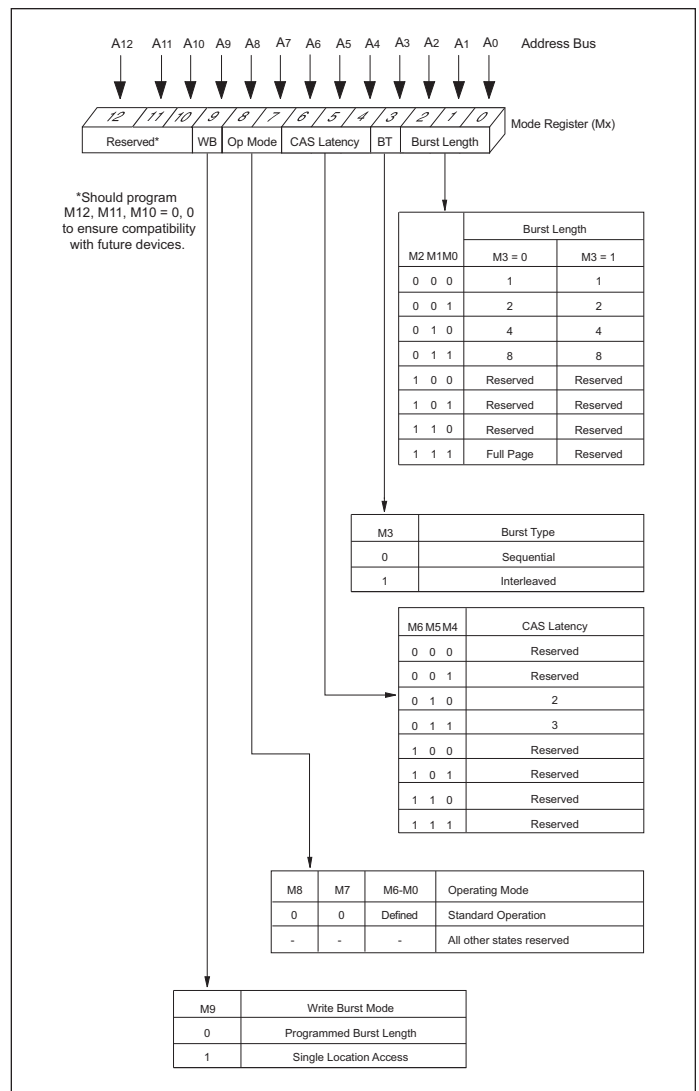 A12 A11 A10 A9 A8 A7 A6 A5 A4 A3 A2 A1 A0 Address Bus
12 11 10 9 8 7 6 5 4 3 2 1 0
Mode Register (Mx)
Reserved* WB Op Mode CAS Latency BT Burst Length
*Should program
M12, M11, M10 = 0, 0
to ensure compatibility
with future devices.
Burst Length
M2 M1M0 M3 = 0 M3 = 1
0 0 0 1 1
0 0 1 2 2
0 1 0 4 4
0 1 1 8 8
1 0 0 Reserved Reserved
1 0 1 Reserved Reserved
1 1 0 Reserved Reserved
1 1 1 Full Page Reserved
M3 Burst Type
0 Sequential
1 Interleaved
M6 M5M4 CAS Latency
0 0 0 Reserved
0 0 1 Reserved
0 1 0 2
0 1 1 3
1 0 0 Reserved
1 0 1 Reserved
1 1 0 Reserved
1 1 1 Reserved
M8 M7 M6-M0 Operating Mode
0 0 Defined Standard Operation
- - - All other states reserved
M9 Write Burst Mode
0 Programmed Burst Length
1 Single Location Access